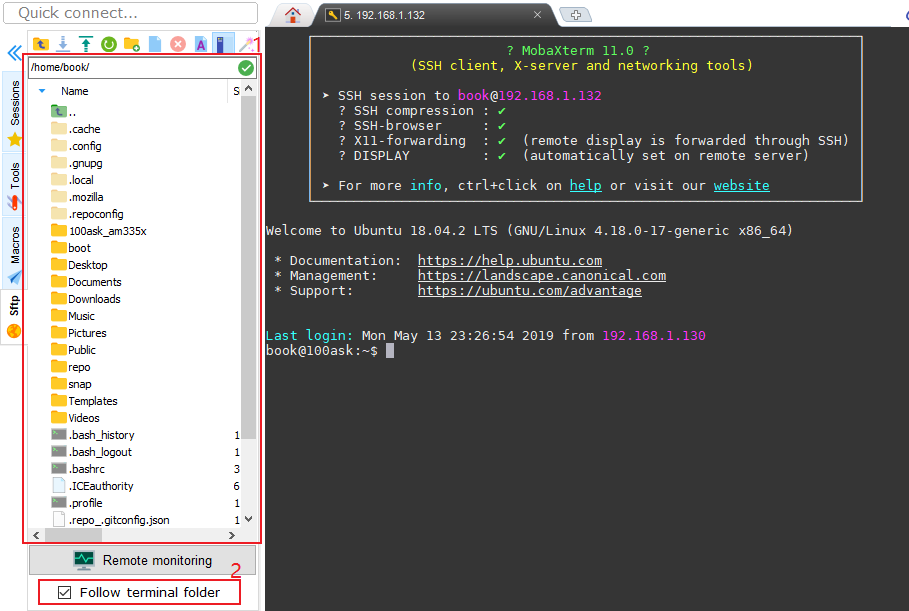 Quick connect...
5. 192.168.1.132
1
/home/book/
Name
S
..
.cache
.config
.gnupg
.local
.mozilla
.repoconfig
100ask_am335x
boot
Desktop
Documents
Downloads
Music
Pictures
Public
repo
snap
Templates
Videos
.bash_history 1
.bash_logout 1
.bashrc 3
.ICEauthority 6
.profile 1
.repo_.gitconfig.json 1
Sessions
Tools
Macros
Sftp
Remote monitoring
2
Follow terminal folder
? MobaXterm 11.0 ?
(SSH client, X-server and networking tools)
➤ SSH session to book@192.168.1.132
? SSH compression : ✔
? SSH-browser : ✔
? X11-forwarding : ✔ (remote display is forwarded through SSH)
? DISPLAY : ✔ (automatically set on remote server)
➤ For more info, ctrl+click on help or visit our website
Welcome to Ubuntu 18.04.2 LTS (GNU/Linux 4.18.0-17-generic x86_64)
* Documentation: https://help.ubuntu.com
* Management: https://landscape.canonical.com
* Support: https://ubuntu.com/advantage
Last login: Mon May 13 23:26:54 2019 from 192.168.1.130
book@100ask:~$